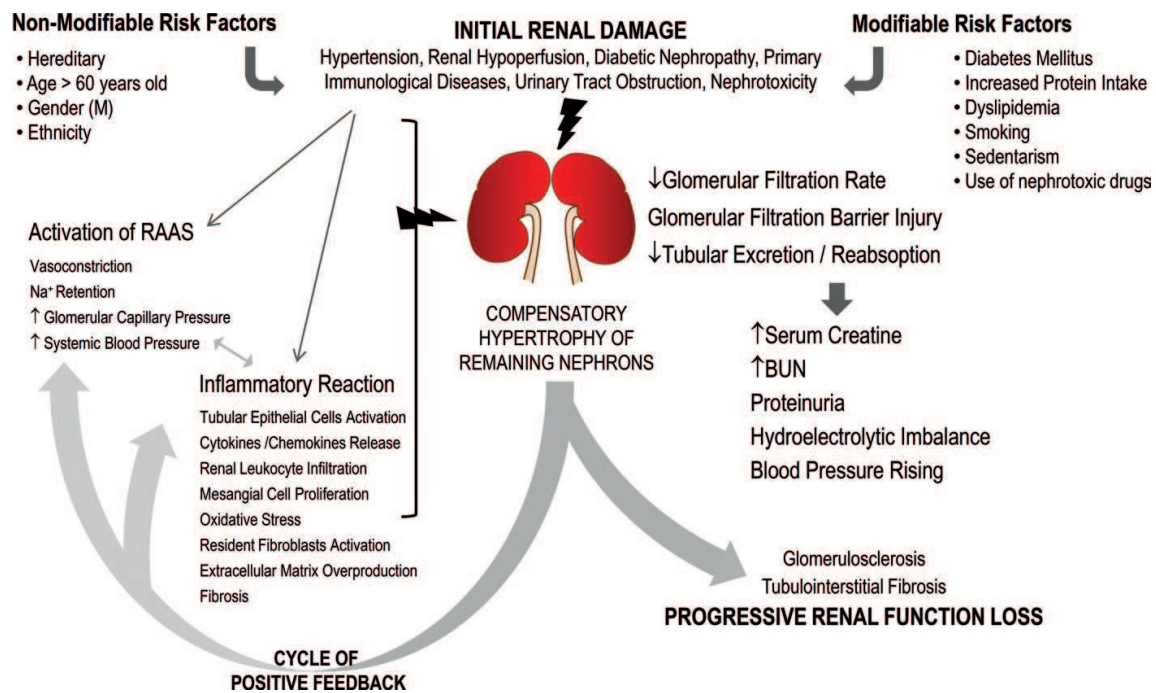 Non-Modifiable Risk Factors
• Hereditary
• Age > 60 years old
• Gender (M)
• Ethnicity
INITIAL RENAL DAMAGE
Hypertension, Renal Hypoperfusion, Diabetic Nephropathy, Primary
Immunological Diseases, Urinary Tract Obstruction, Nephrotoxicity
Modifiable Risk Factors
• Diabetes Mellitus
• Increased Protein Intake
• Dyslipidemia
• Smoking
• Sedentarism
• Use of nephrotoxic drugs
↓Glomerular Filtration Rate
Glomerular Filtration Barrier Injury
↓Tubular Excretion / Reabsoption
Activation of RAAS
Vasoconstriction
Na⁺ Retention
↑ Glomerular Capillary Pressure
↑ Systemic Blood Pressure
Inflammatory Reaction
Tubular Epithelial Cells Activation
Cytokines /Chemokines Release
Renal Leukocyte Infiltration
Mesangial Cell Proliferation
Oxidative Stress
Resident Fibroblasts Activation
Extracellular Matrix Overproduction
Fibrosis
COMPENSATORY
HYPERTROPHY OF
REMAINING NEPHRONS
↑Serum Creatine
↑BUN
Proteinuria
Hydroelectrolytic Imbalance
Blood Pressure Rising
Glomerulosclerosis
Tubulointerstitial Fibrosis
PROGRESSIVE RENAL FUNCTION LOSS
CYCLE OF
POSITIVE FEEDBACK